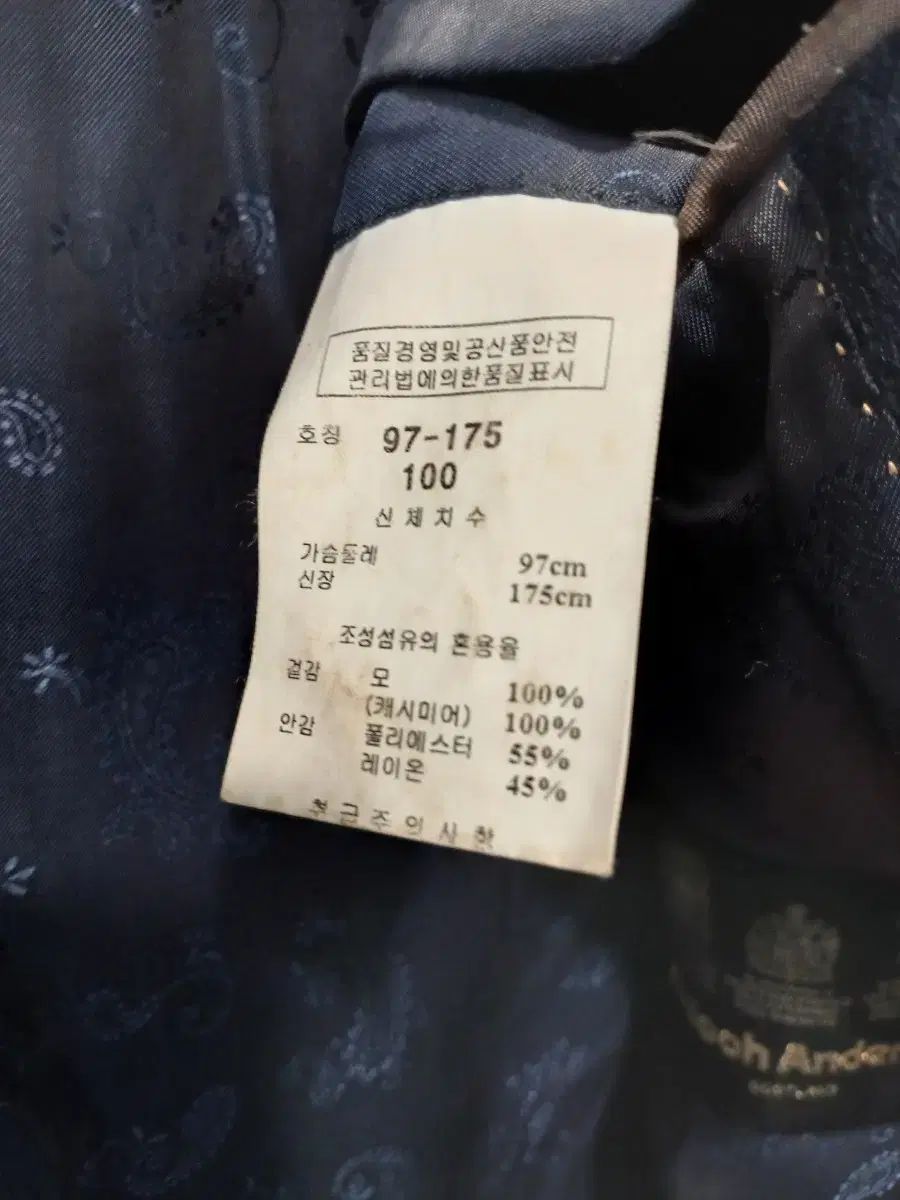 품질경영및공산품안전
관리법에의한품질표시
호칭 97-175
100
신체치수
가슴둘레 97cm
신장 175cm
조성섬유의 혼용율
겉감 모 100%
(캐시미어) 100%
안감 폴리에스터 55%
레이온 45%
취급주의사항